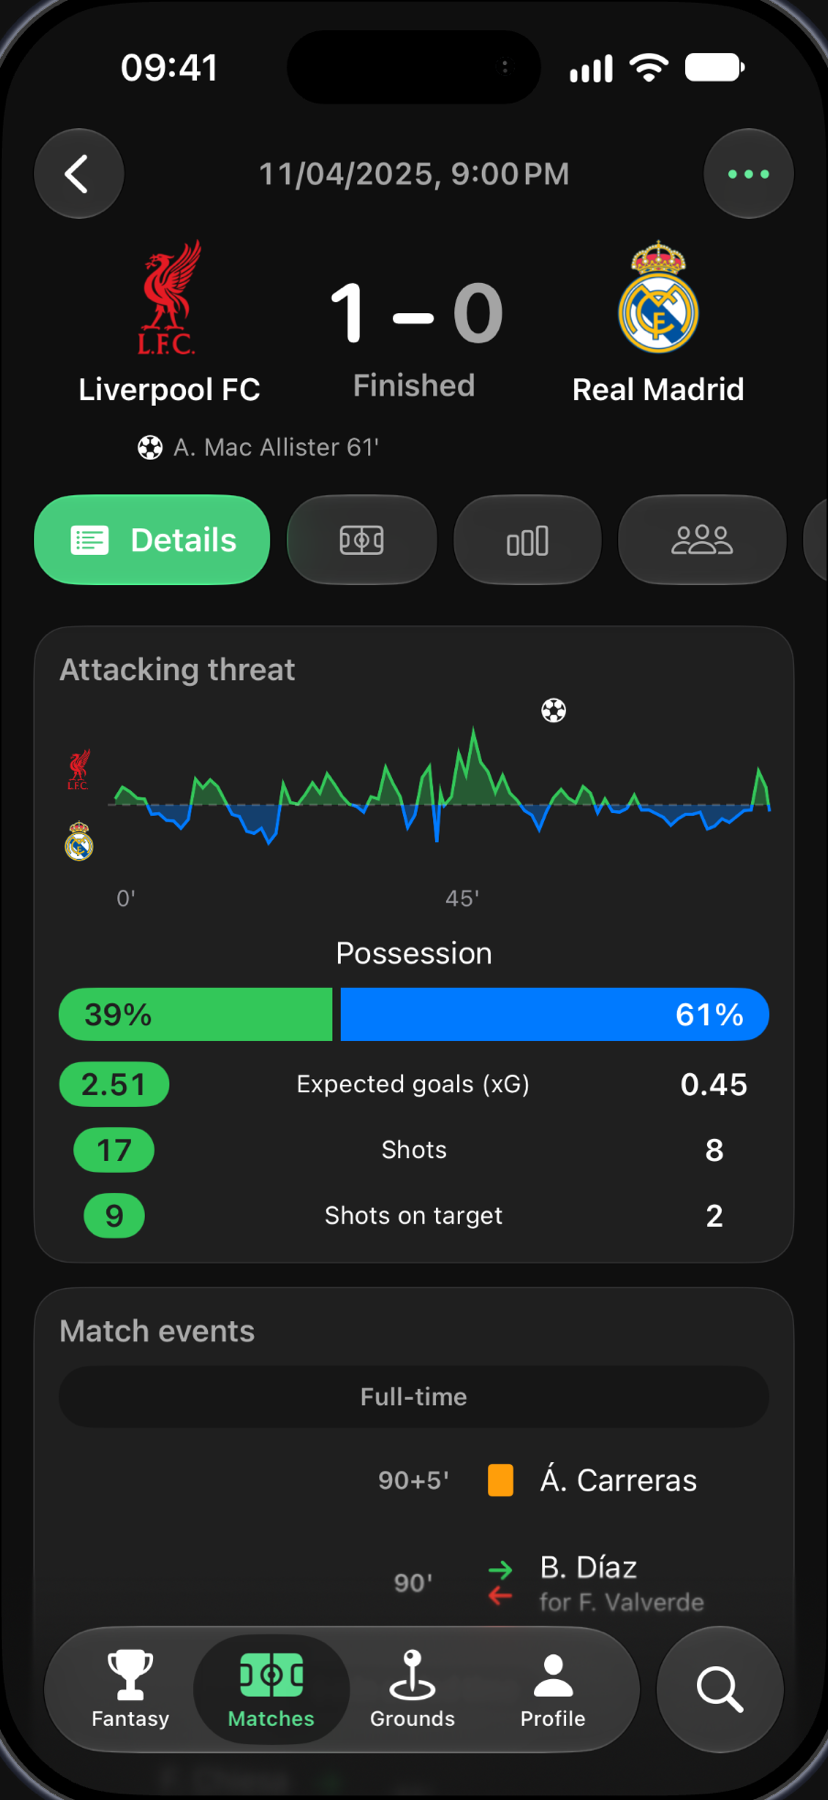 09:41
11/04/2025, 9:00 PM
L.F.C.
1 – 0
Finished
Liverpool FC
Real Madrid
A. Mac Allister 61'
Details
Attacking threat
L.F.C.
0'
45'
Possession
39%
61%
2.51 Expected goals (xG) 0.45
17 Shots 8
9 Shots on target 2
Match events
Full-time
90+5' Á. Carreras
90' B. Díaz
for F. Valverde
Fantasy
Matches
Grounds
Profile